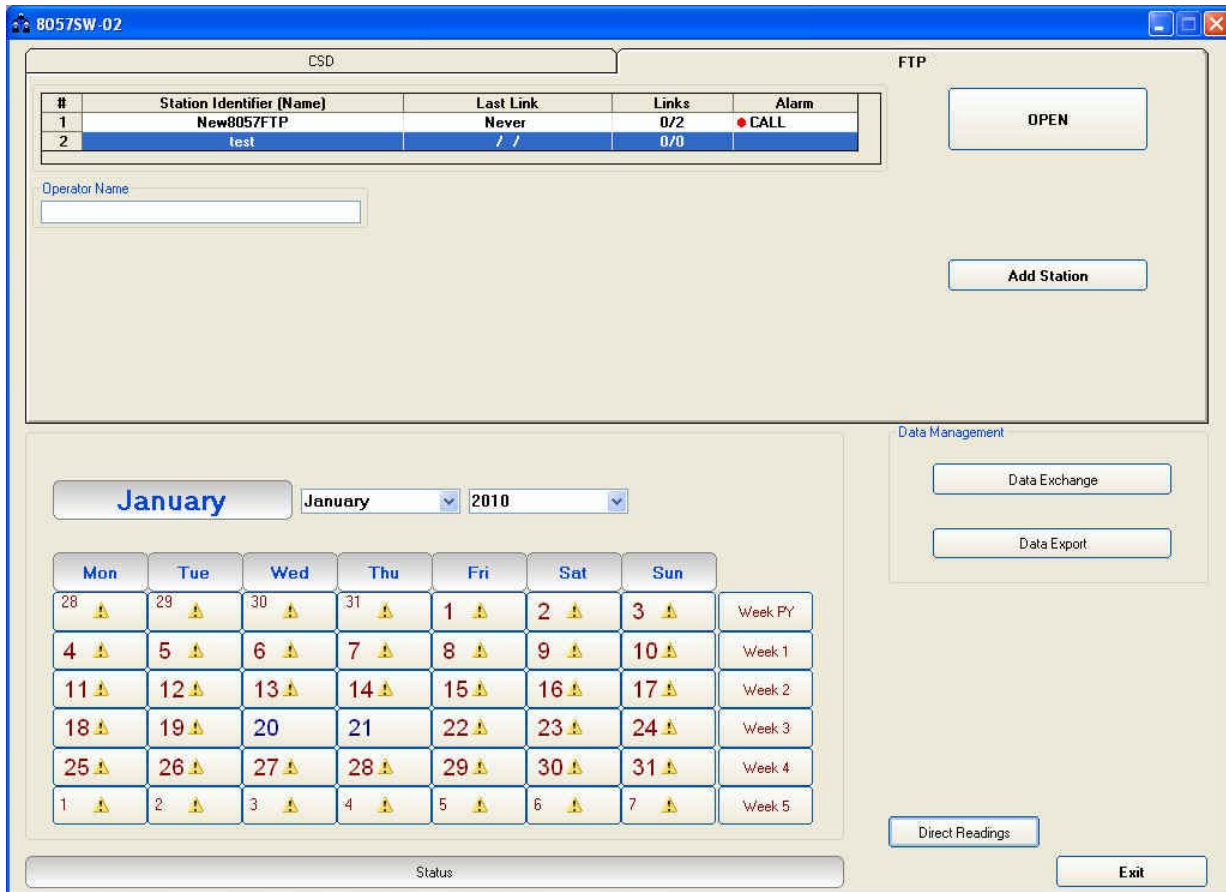 8057SW-02
CSD FTP
# Station Identifier (Name) Last Link Links Alarm
1 New8057FTP Never 0/2 CALL
2 test / / 0/0
OPEN
Operator Name
Add Station
Data Management
Data Exchange
Data Export
January January 2010
Mon Tue Wed Thu Fri Sat Sun
28 29 30 31 1 2 3 Week PY
4 5 6 7 8 9 10 Week 1
11 12 13 14 15 16 17 Week 2
18 19 20 21 22 23 24 Week 3
25 26 27 28 29 30 31 Week 4
1 2 3 4 5 6 7 Week 5
Direct Readings
Status
Exit